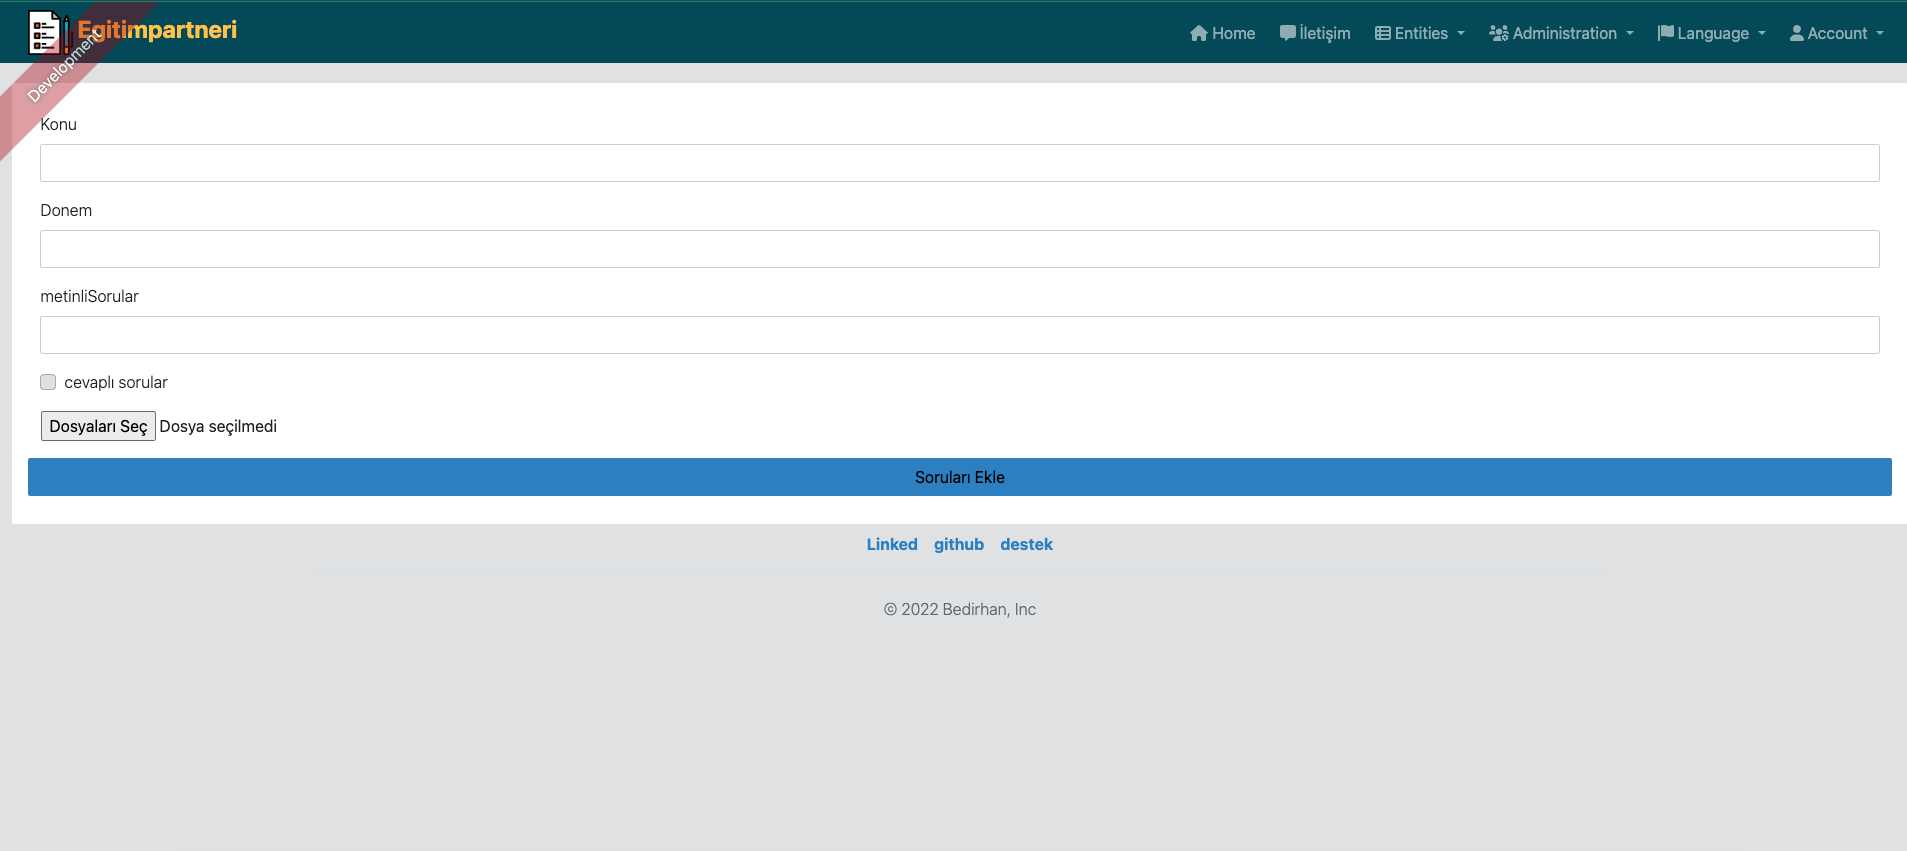 Egitimpartneri
Home İletişim Entities Administration Language Account
Development
Konu
Donem
metinliSorular
cevaplı sorular
Dosyaları Seç Dosya seçilmedi
Soruları Ekle
Linked github destek
© 2022 Bedirhan, Inc